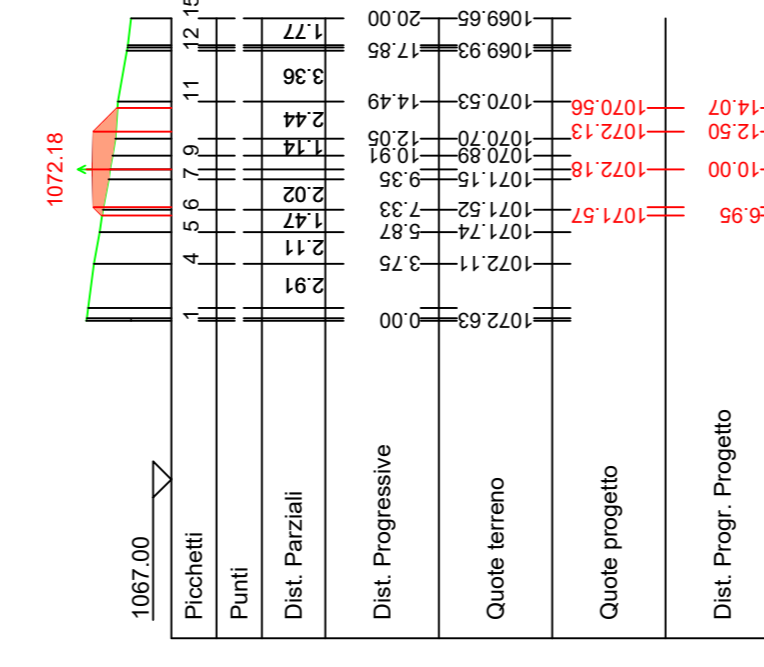 1072.18
1067.00
Picchetti 1 4 5 6 7 9 11 12 15
Punti
Dist. Parziali 2.91 2.11 1.47 2.02 1.14 2.44 3.36 1.77
Dist. Progressive 0.00 3.75 5.87 7.33 9.35 10.91 12.05 14.49 17.85 20.00
Quote terreno 1072.63 1072.11 1071.74 1071.52 1071.15 1070.89 1070.70 1070.53 1069.93 1069.65
Quote progetto 1071.57 1072.18 1072.13 1070.56
Dist. Progr. Progetto 6.95 10.00 12.50 14.07